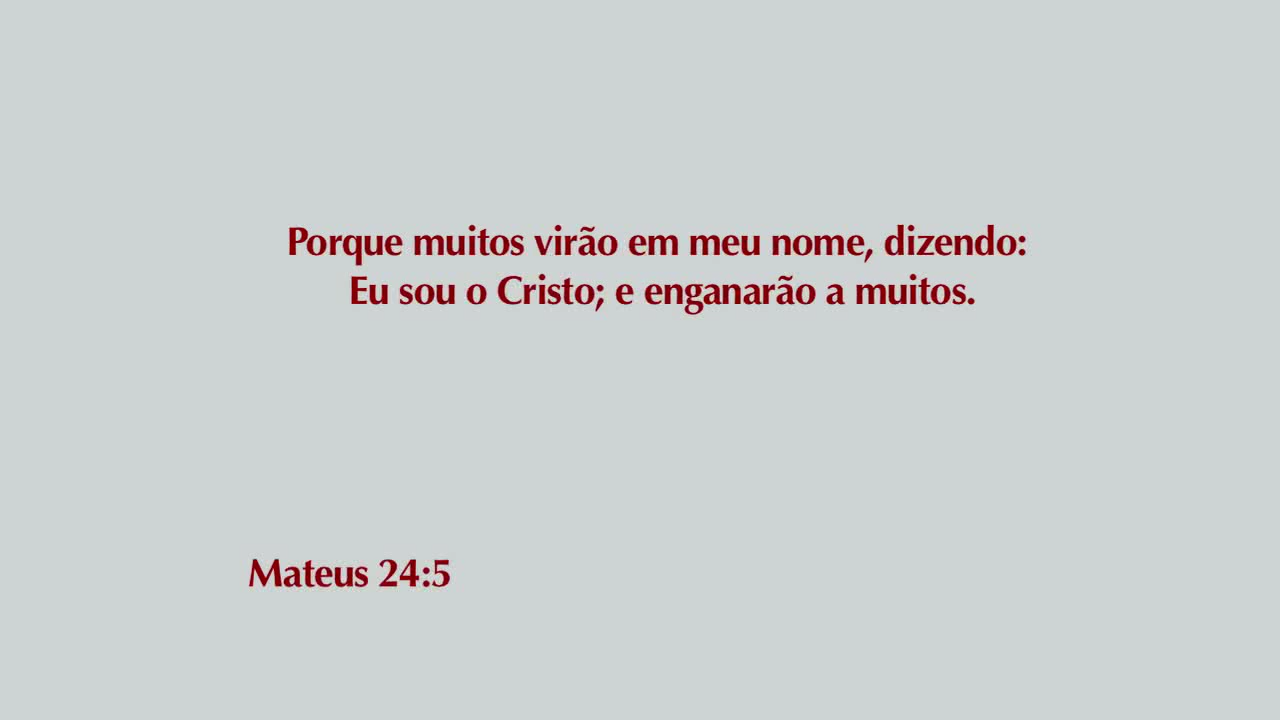 Porque muitos virão em meu nome, dizendo:
Eu sou o Cristo; e enganarão a muitos.
Mateus 24:5